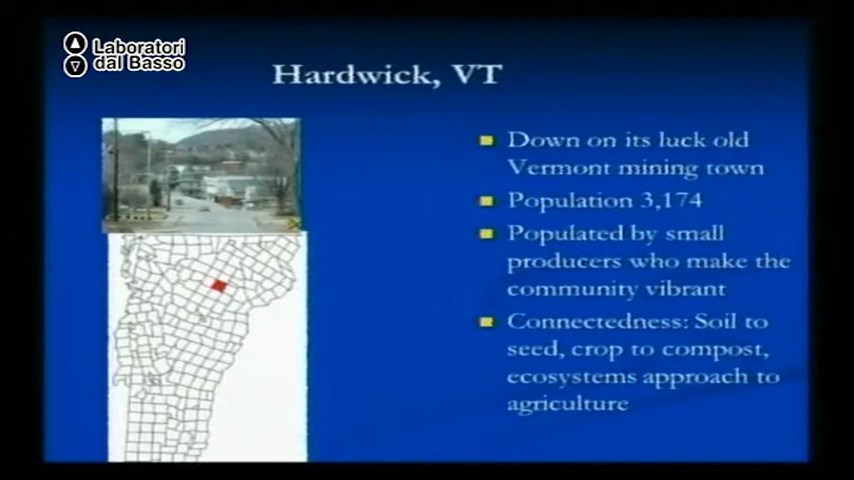 Laboratori
dal Basso
Hardwick, VT
Down on its luck old
Vermont mining town
Population 3,174
Populated by small
producers who make the
community vibrant
Connectedness: Soil to
seed, crop to compost,
ecosystems approach to
agriculture